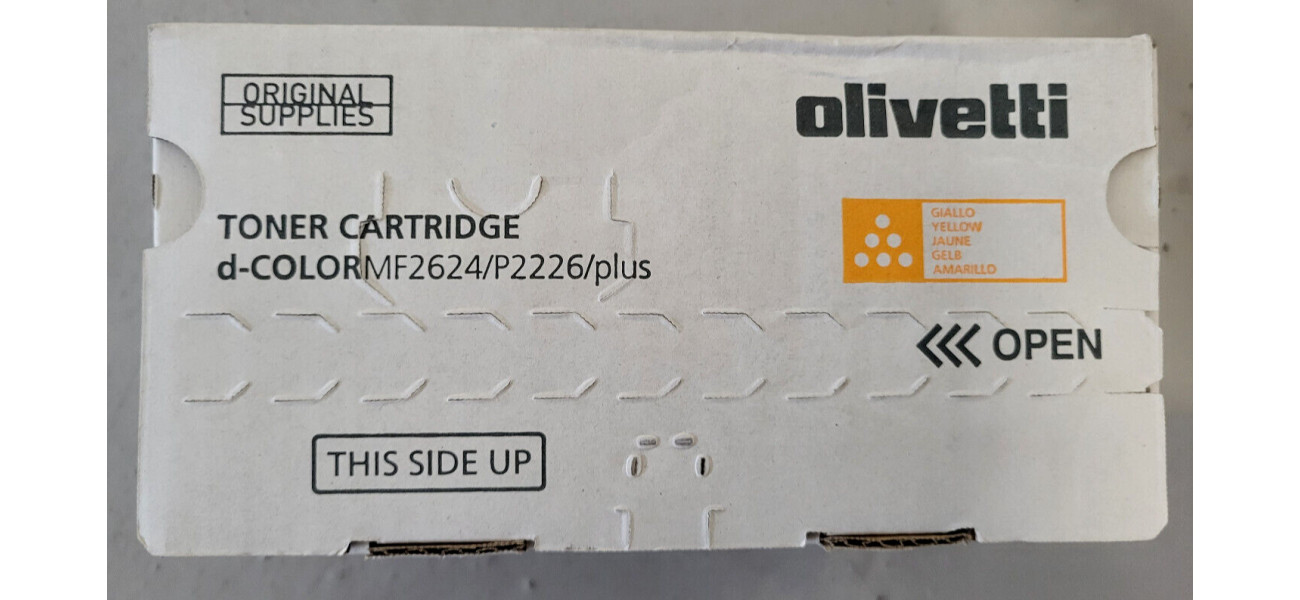 ORIGINAL
SUPPLIES
olivetti
TONER CARTRIDGE
d-COLORMF2624/P2226/plus
GIALLO
YELLOW
JAUNE
GELB
AMARILLO
OPEN
THIS SIDE UP